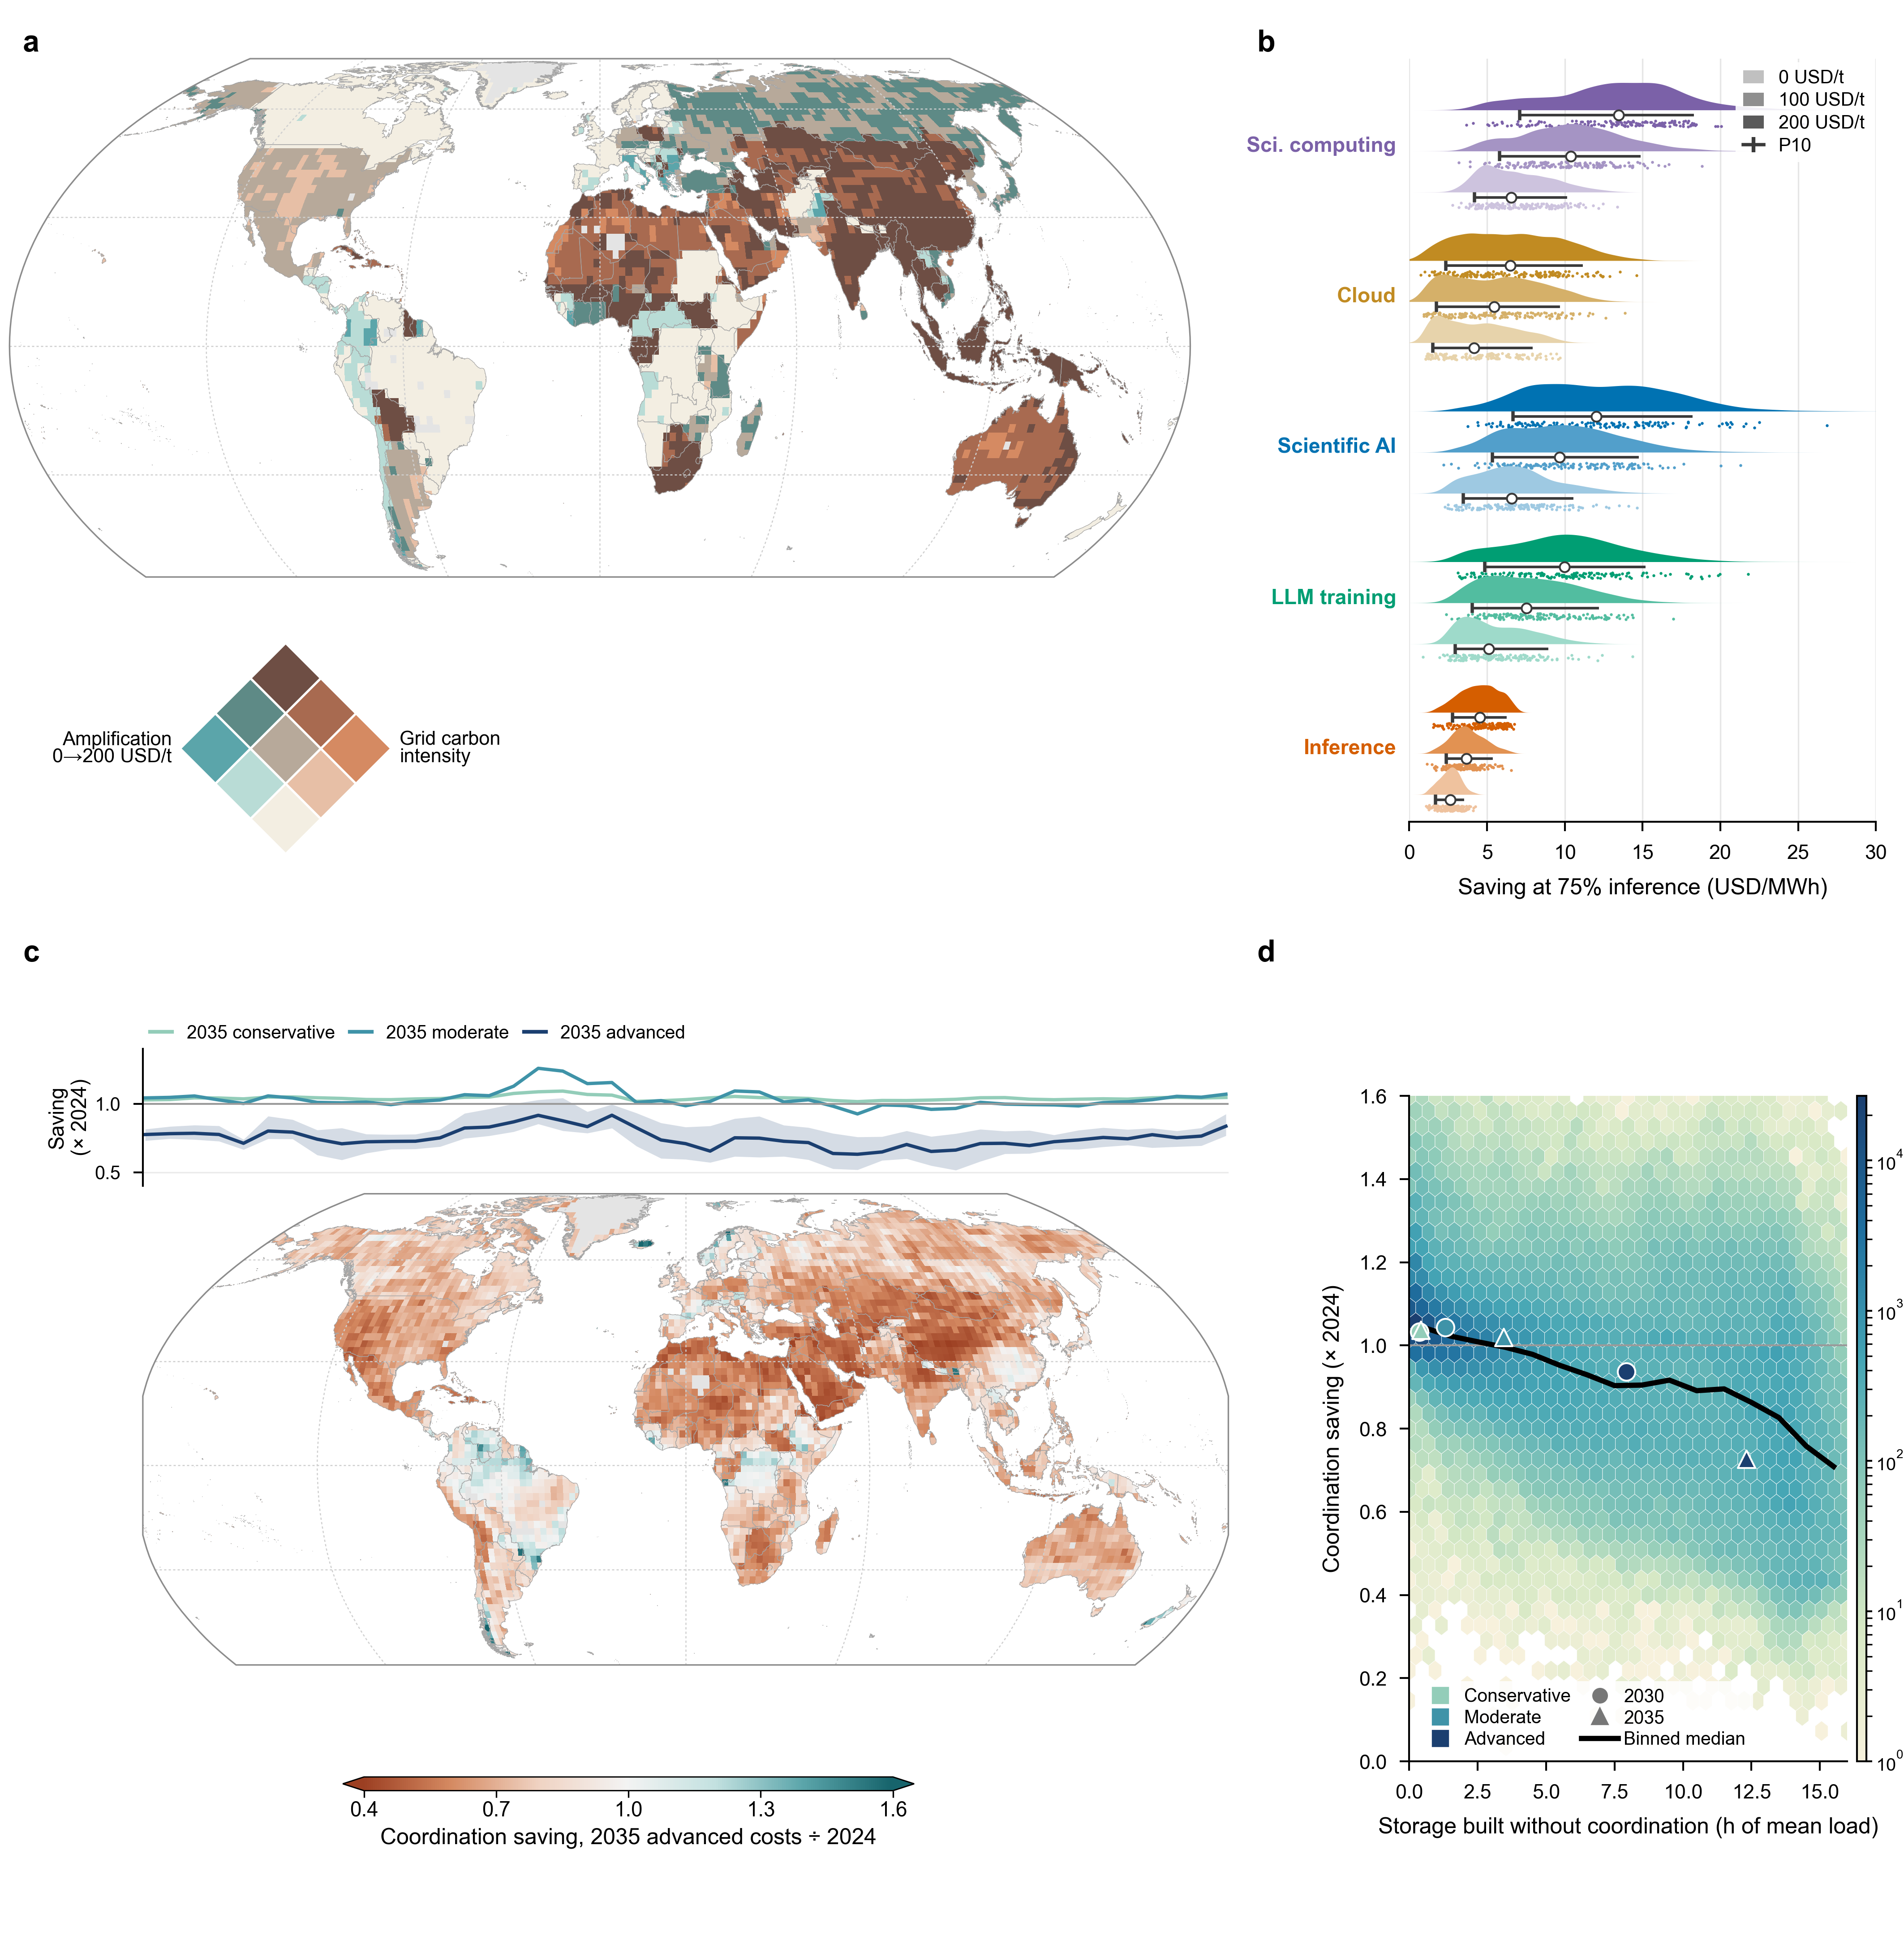 a
Amplification
0→200 USD/t
Grid carbon
intensity
b
0 USD/t
100 USD/t
200 USD/t
P10
Sci. computing
Cloud
Scientific AI
LLM training
Inference
0 5 10 15 20 25 30
Saving at 75% inference (USD/MWh)
c
2035 conservative 2035 moderate 2035 advanced
Saving
(× 2024)
1.0
0.5
0.4 0.7 1.0 1.3 1.6
Coordination saving, 2035 advanced costs ÷ 2024
d
Coordination saving (× 2024)
1.6
1.4
1.2
1.0
0.8
0.6
0.4
0.2
0.0
Conservative 2030
Moderate 2035
Advanced Binned median
0.0 2.5 5.0 7.5 10.0 12.5 15.0
Storage built without coordination (h of mean load)
10⁴
10³
10²
10¹
10⁰